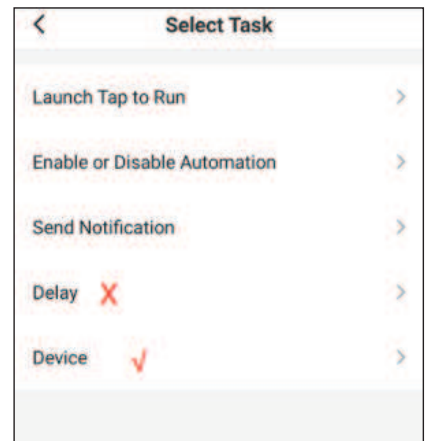 Select Task
Launch Tap to Run
Enable or Disable Automation
Send Notification
Delay X
Device √